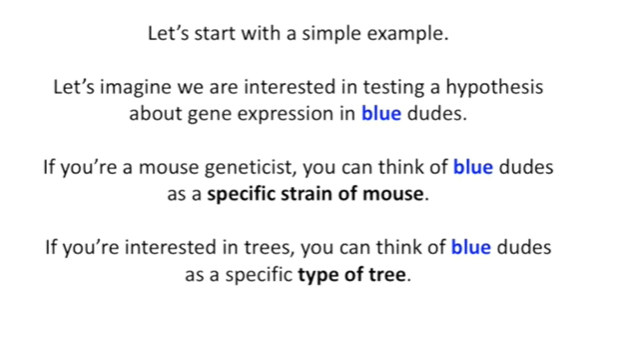 Let's start with a simple example.
Let's imagine we are interested in testing a hypothesis
about gene expression in blue dudes.
If you're a mouse geneticist, you can think of blue dudes
as a specific strain of mouse.
If you're interested in trees, you can think of blue dudes
as a specific type of tree.